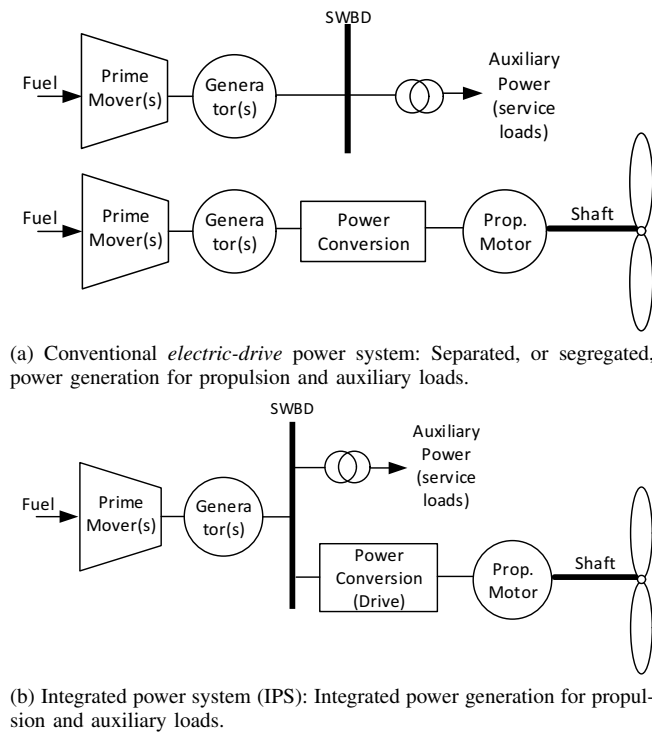 SWBD
Fuel
Prime
Mover(s)
Genera
tor(s)
Auxiliary
Power
(service
loads)
Fuel
Prime
Mover(s)
Genera
tor(s)
Power
Conversion
Prop.
Motor
Shaft
(a) Conventional electric-drive power system: Separated, or segregated,
power generation for propulsion and auxiliary loads.
SWBD
Fuel
Prime
Mover(s)
Genera
tor(s)
Auxiliary
Power
(service
loads)
Power
Conversion
(Drive)
Prop.
Motor
Shaft
(b) Integrated power system (IPS): Integrated power generation for propul-
sion and auxiliary loads.